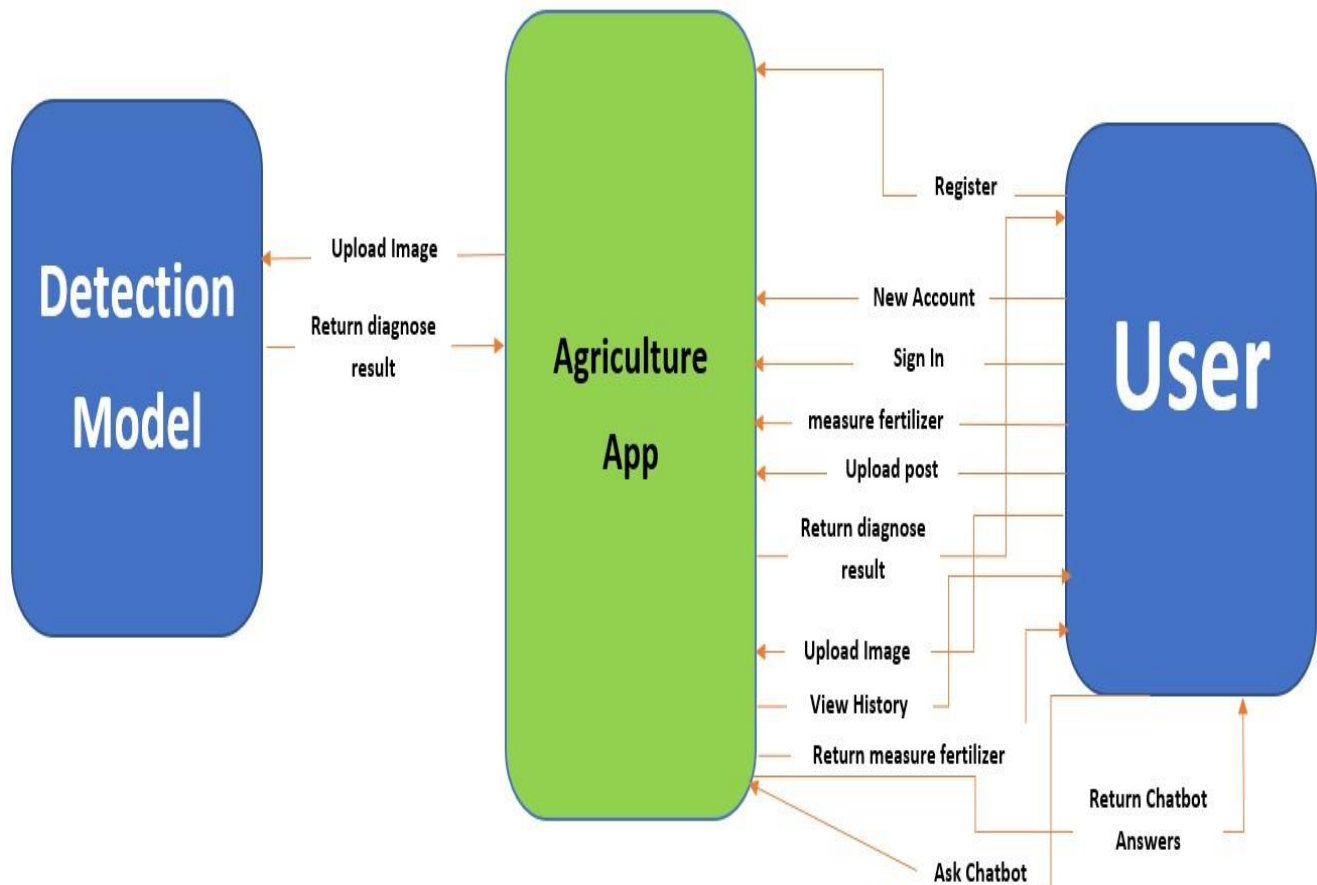 Detection
Model
Upload Image
Return diagnose
result
Agriculture
App
Register
New Account
Sign In
measure fertilizer
Upload post
Return diagnose
result
Upload Image
View History
Return measure fertilizer
Return Chatbot
Answers
Ask Chatbot
User